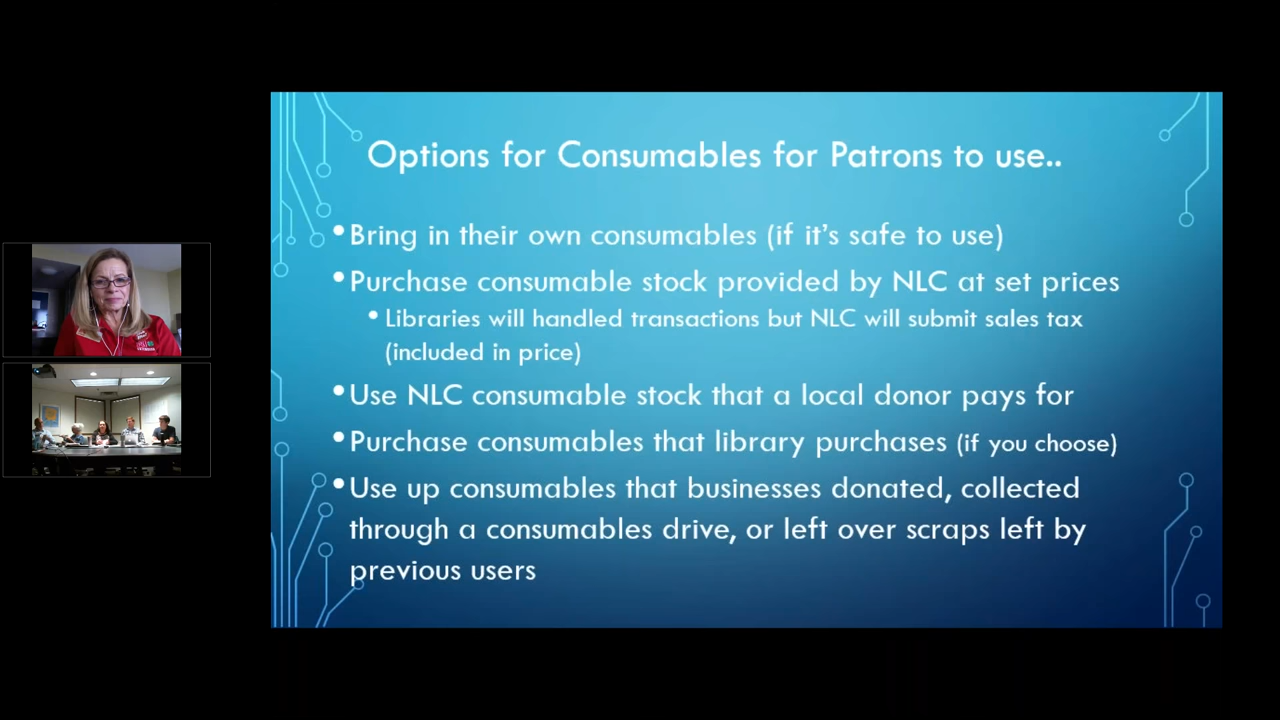 Options for Consumables for Patrons to use..
•Bring in their own consumables (if it's safe to use)
•Purchase consumable stock provided by NLC at set prices
•Libraries will handled transactions but NLC will submit sales tax
(included in price)
•Use NLC consumable stock that a local donor pays for
•Purchase consumables that library purchases (if you choose)
•Use up consumables that businesses donated, collected
through a consumables drive, or left over scraps left by
previous users